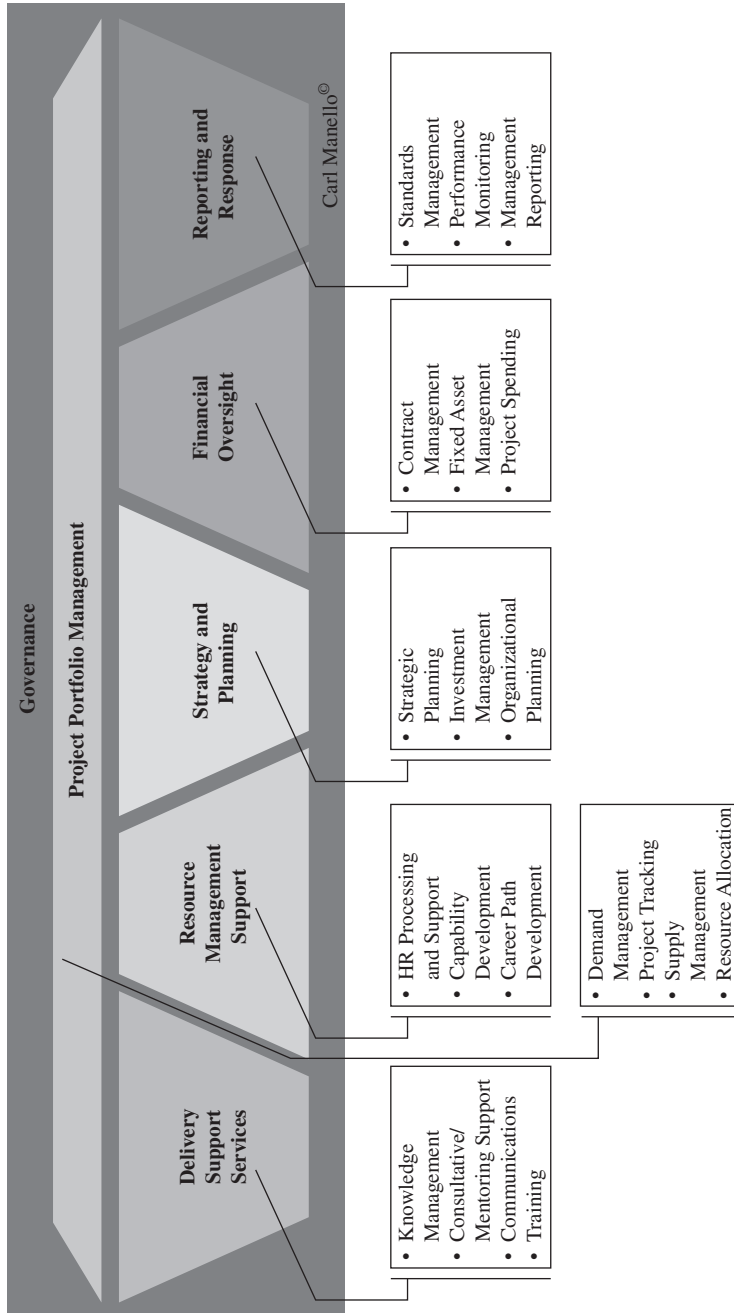 Governance
Project Portfolio Management
Delivery
Support
Services
Resource
Management
Support
Strategy and
Planning
Financial
Oversight
Reporting and
Response
Carl Manello©
• Knowledge
Management
• Consultative/
Mentoring Support
• Communications
• Training
• HR Processing
and Support
• Capability
Development
• Career Path
Development
• Strategic
Planning
• Investment
Management
• Organizational
Planning
• Contract
Management
• Fixed Asset
Management
• Project Spending
• Standards
Management
• Performance
Monitoring
• Management
Reporting
• Demand
Management
• Project Tracking
• Supply
Management
• Resource Allocation